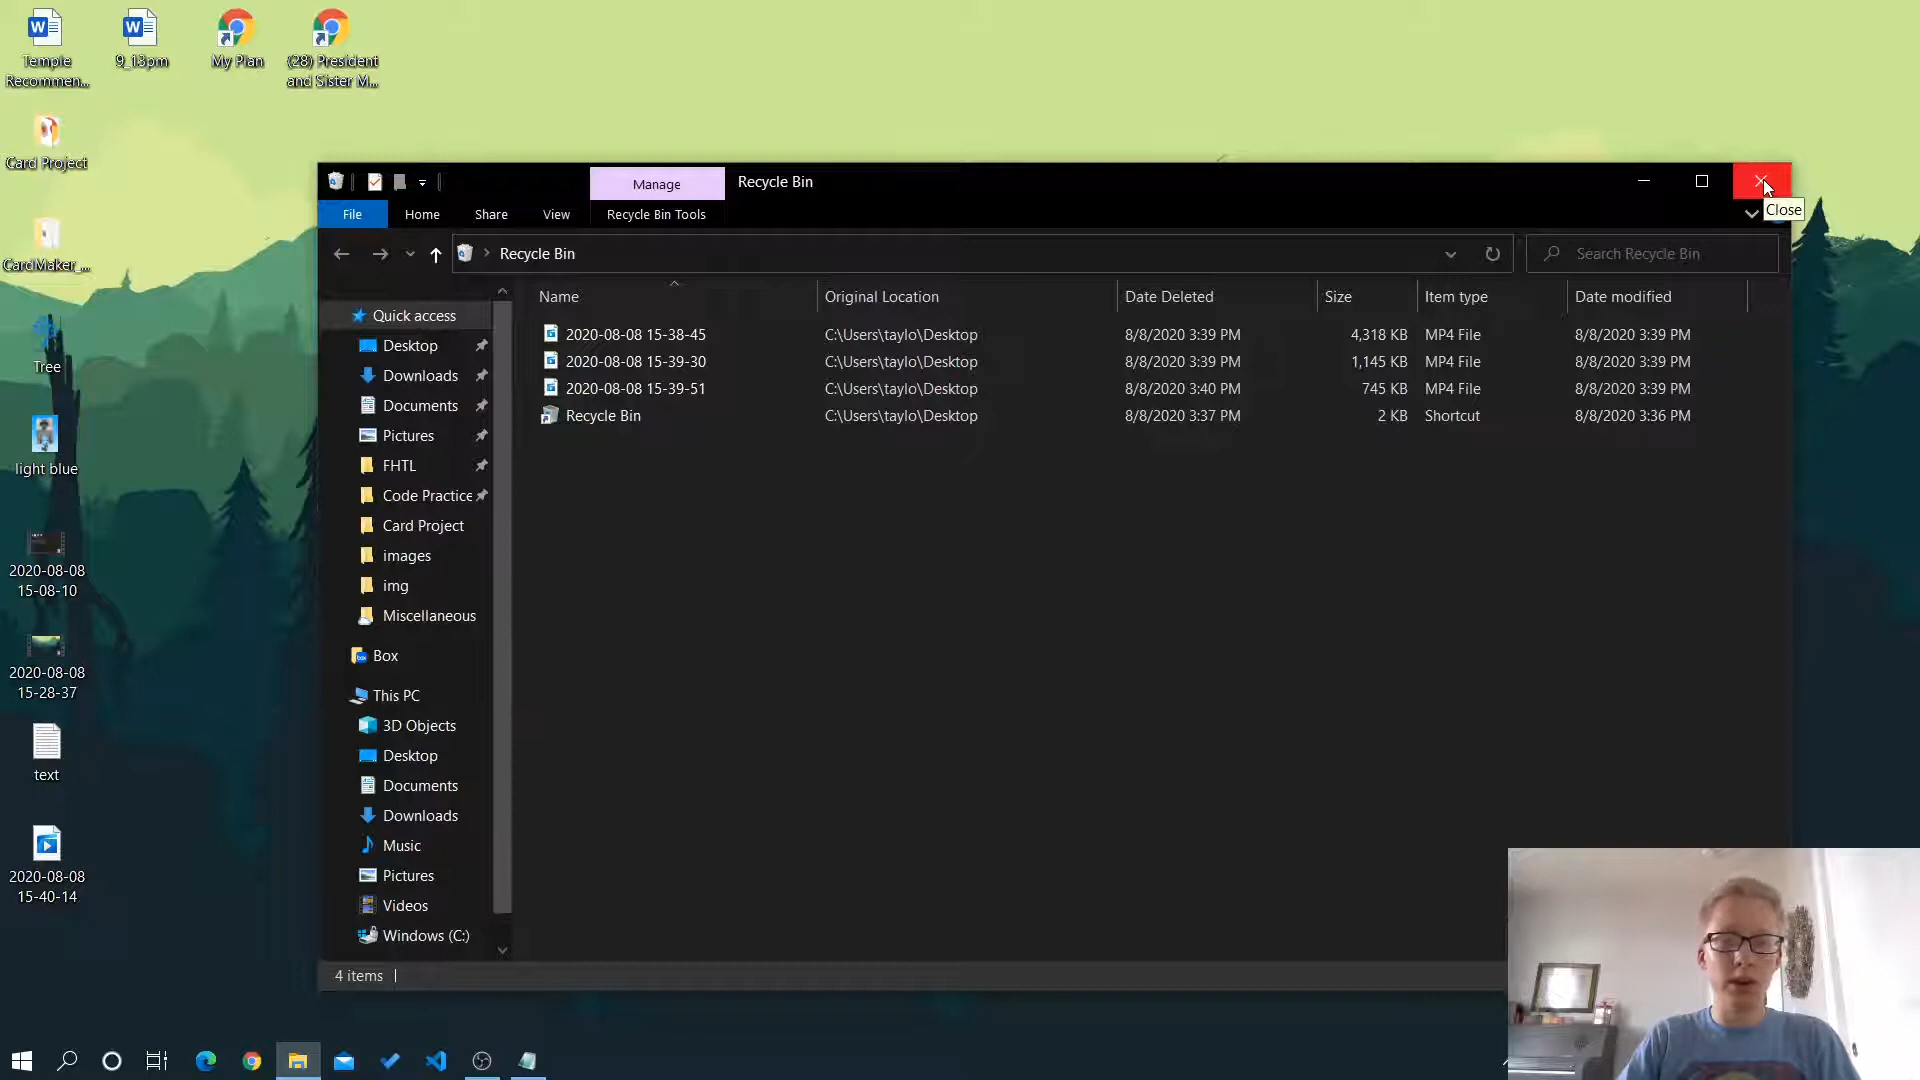 Temple
Recommen...
9_13pm
My Plan
(28) President
and Sister M...
Card Project
CardMaker_...
Tree
light blue
2020-08-08
15-08-10
2020-08-08
15-28-37
text
2020-08-08
15-40-14
Manage
Recycle Bin
File
Home
Share
View
Recycle Bin Tools
Close
Recycle Bin
Search Recycle Bin
Name
Original Location
Date Deleted
Size
Item type
Date modified
2020-08-08 15-38-45 C:\Users\taylo\Desktop 8/8/2020 3:39 PM 4,318 KB MP4 File 8/8/2020 3:39 PM
2020-08-08 15-39-30 C:\Users\taylo\Desktop 8/8/2020 3:39 PM 1,145 KB MP4 File 8/8/2020 3:39 PM
2020-08-08 15-39-51 C:\Users\taylo\Desktop 8/8/2020 3:40 PM 745 KB MP4 File 8/8/2020 3:39 PM
Recycle Bin C:\Users\taylo\Desktop 8/8/2020 3:37 PM 2 KB Shortcut 8/8/2020 3:36 PM
Quick access
Desktop
Downloads
Documents
Pictures
FHTL
Code Practice
Card Project
images
img
Miscellaneous
Box
This PC
3D Objects
Desktop
Documents
Downloads
Music
Pictures
Videos
Windows (C:)
4 items